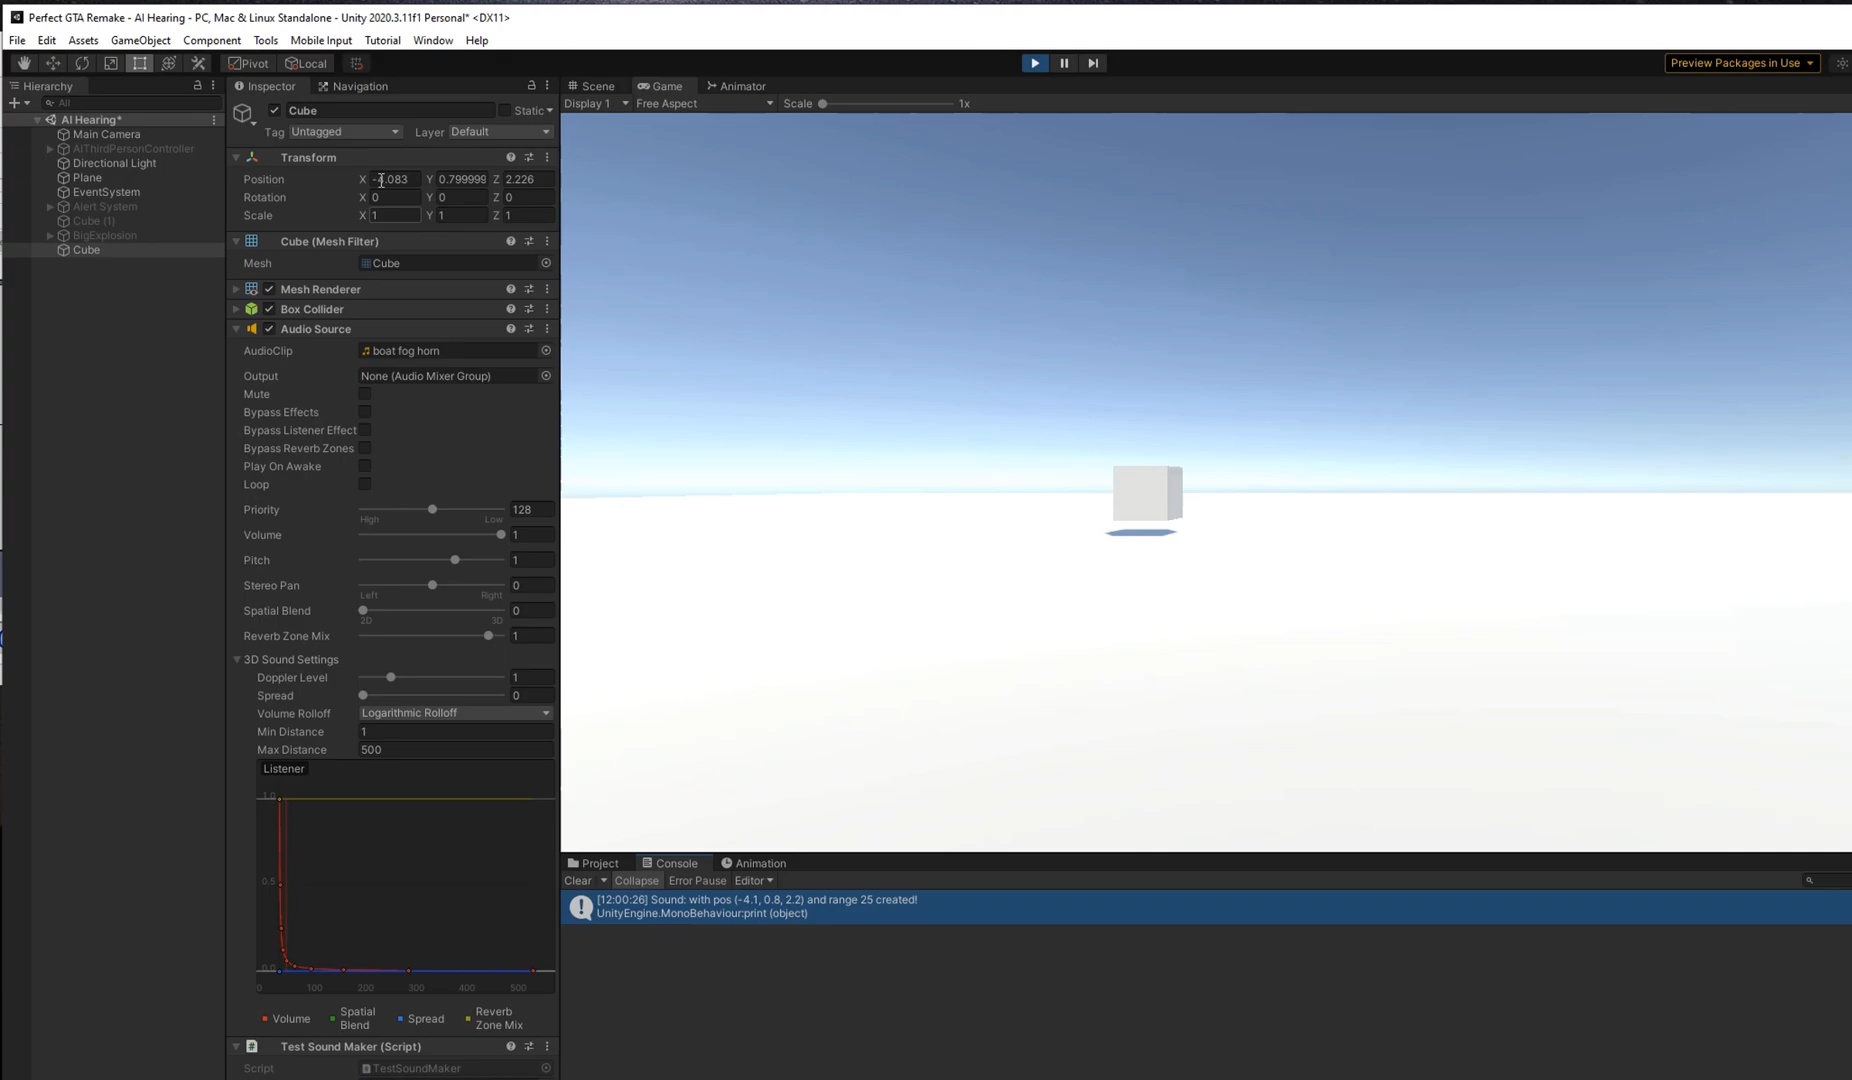 Perfect GTA Remake - AI Hearing - PC, Mac & Linux Standalone - Unity 2020.3.11f1 Personal* <DX11>
File Edit Assets GameObject Component Tools Mobile Input Tutorial Window Help
Pivot Local
Preview Packages in Use
Hierarchy
All
AI Hearing*
Main Camera
AIThirdPersonController
Directional Light
Plane
EventSystem
Alert System
Cube (1)
BigExplosion
Cube
Inspector Navigation
Cube Static
Tag Untagged Layer Default
Transform
Position X -4.083 Y 0.799999 Z 2.226
Rotation X 0 Y 0 Z 0
Scale X 1 Y 1 Z 1
Cube (Mesh Filter)
Mesh Cube
Mesh Renderer
Box Collider
Audio Source
AudioClip boat fog horn
Output None (Audio Mixer Group)
Mute
Bypass Effects
Bypass Listener Effect
Bypass Reverb Zones
Play On Awake
Loop
Priority 128
High Low
Volume 1
Pitch 1
Stereo Pan 0
Left Right
Spatial Blend 0
2D 3D
Reverb Zone Mix 1
3D Sound Settings
Doppler Level 1
Spread 0
Volume Rolloff Logarithmic Rolloff
Min Distance 1
Max Distance 500
Listener
1.0
0.5
0.0
0 100 200 300 400 500
Volume Spatial Blend Spread Reverb Zone Mix
Test Sound Maker (Script)
Script TestSoundMaker
Scene Game Animator
Display 1 Free Aspect Scale 1x
Project Console Animation
Clear Collapse Error Pause Editor
[12:00:26] Sound: with pos (-4.1, 0.8, 2.2) and range 25 created!
UnityEngine.MonoBehaviour:print (object)